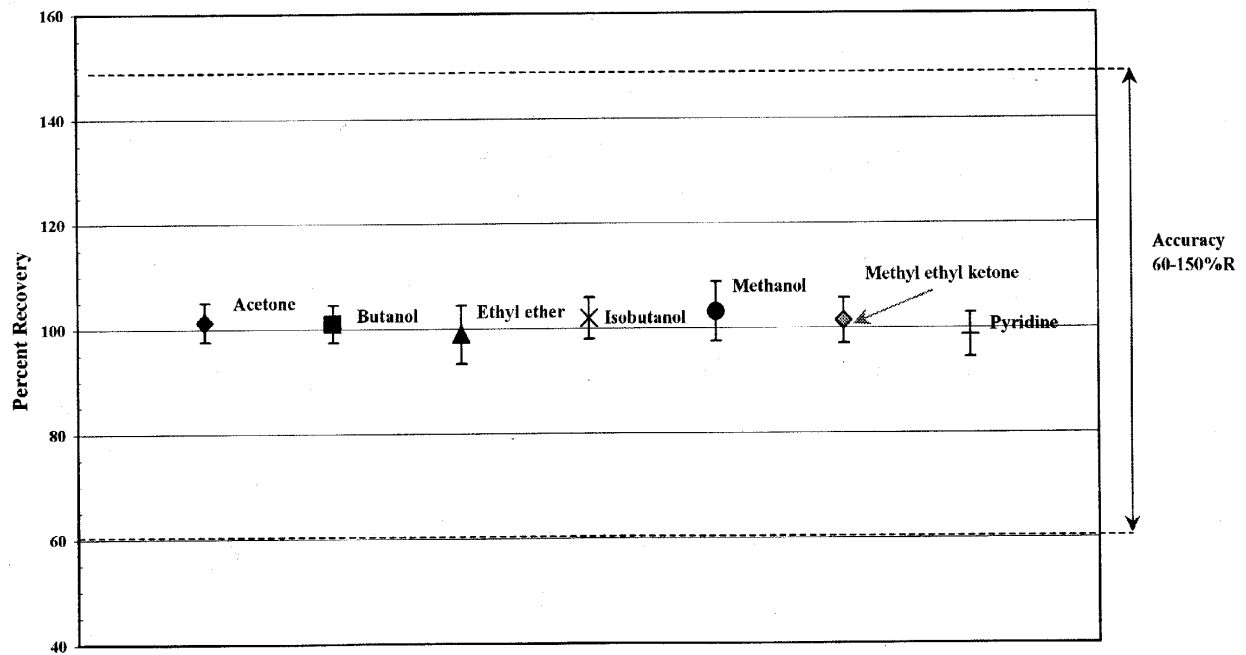 160
140
120
100
80
60
40
Percent Recovery
Acetone
Butanol
Ethyl ether
Isobutanol
Methanol
Methyl ethyl ketone
Pyridine
Accuracy
60-150%R